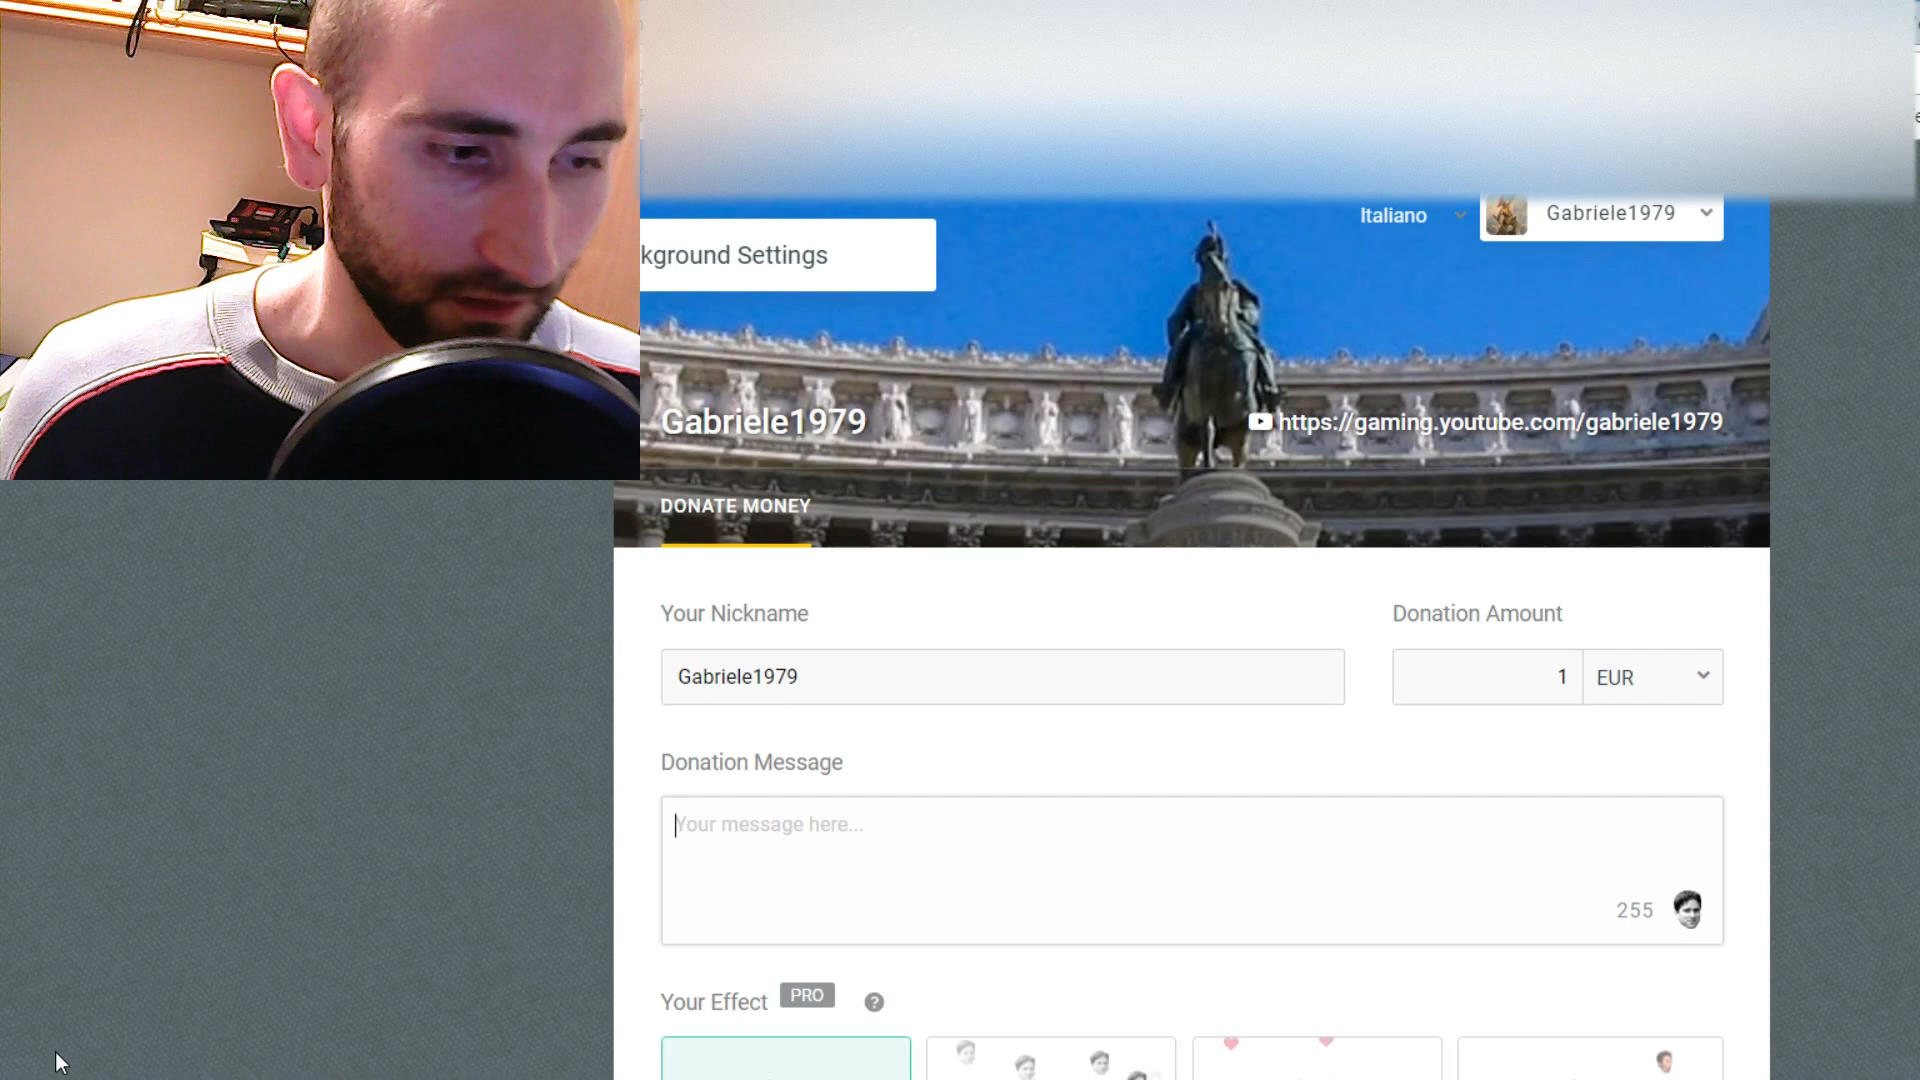 Italiano
Gabriele1979
kground Settings
Gabriele1979
https://gaming.youtube.com/gabriele1979
DONATE MONEY
Your Nickname
Donation Amount
Gabriele1979
1
EUR
Donation Message
Your message here...
255
Your Effect
PRO
?